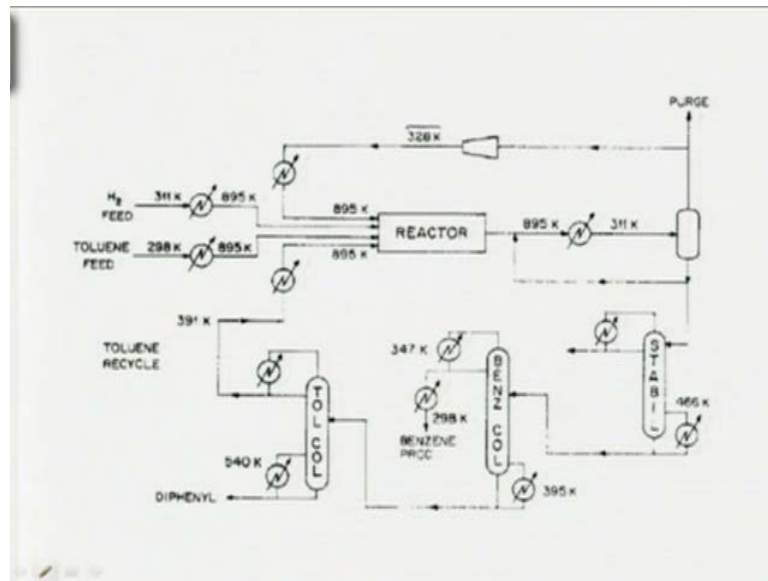 PURGE
328 K
H₂
FEED
311 K
895 K
895 K
REACTOR
895 K
311 K
TOLUENE
FEED
298 K
895 K
895 K
391 K
TOLUENE
RECYCLE
347 K
BENZ COL
STABIL
466 K
298 K
BENZENE
PROD
TOL COL
540 K
395 K
DIPHENYL